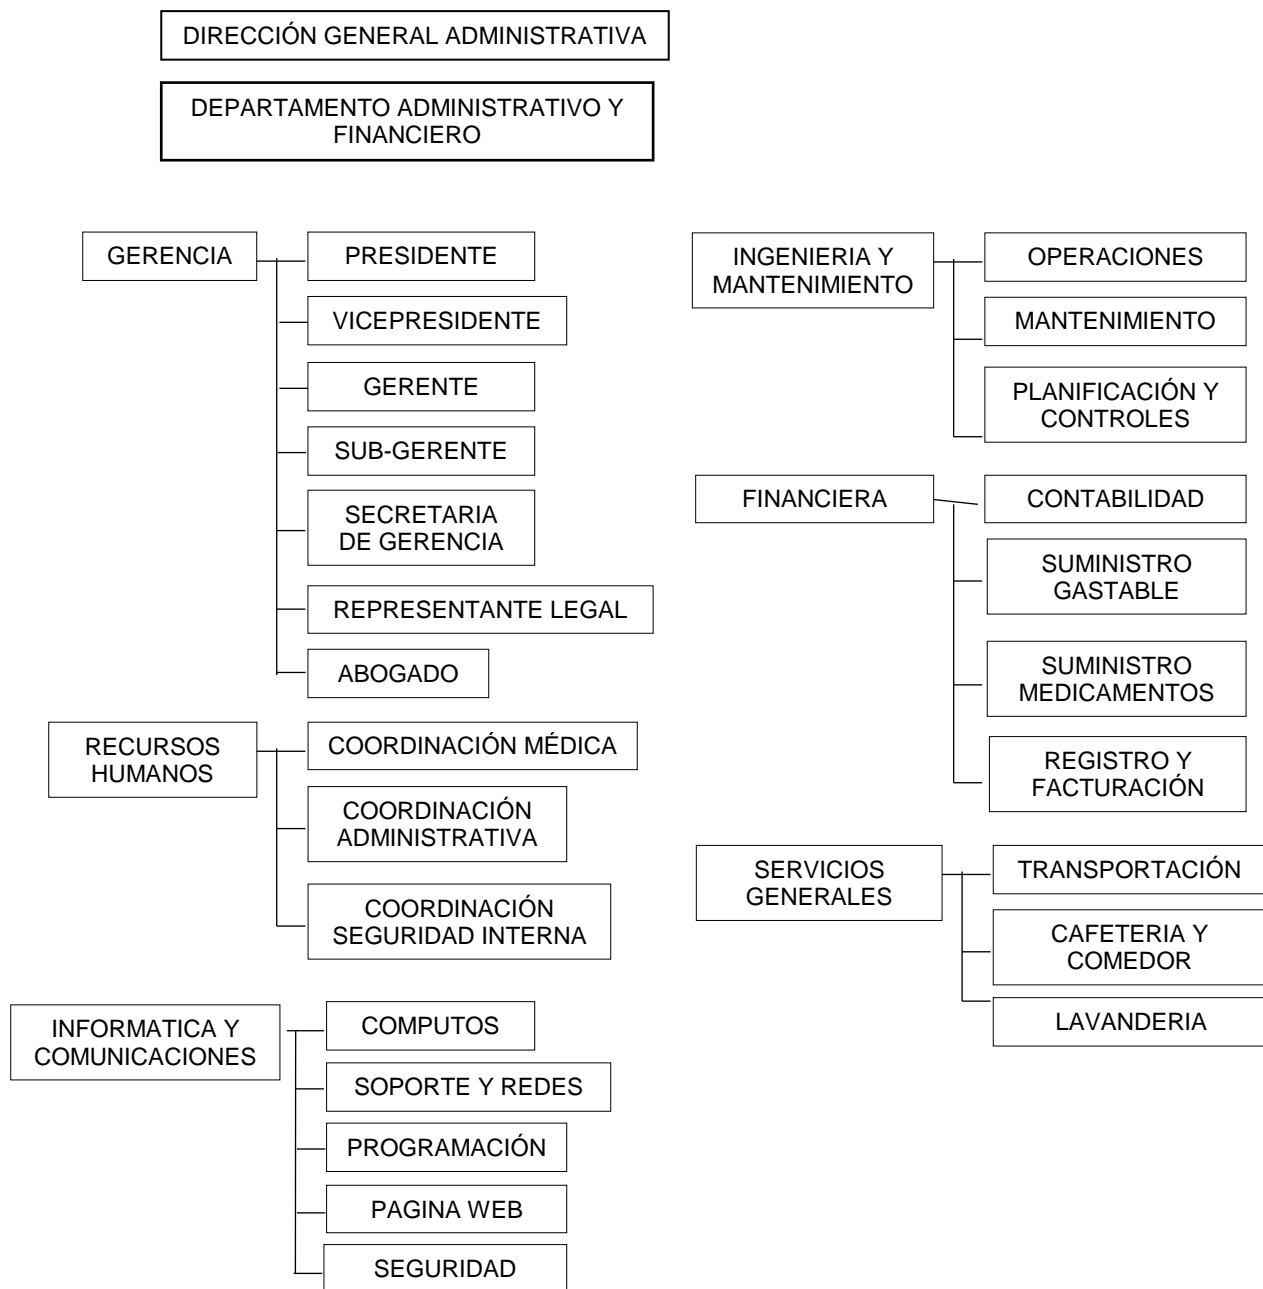 DIRECCIÓN GENERAL ADMINISTRATIVA
DEPARTAMENTO ADMINISTRATIVO Y
FINANCIERO
GERENCIA
PRESIDENTE
VICEPRESIDENTE
GERENTE
SUB-GERENTE
SECRETARIA
DE GERENCIA
REPRESENTANTE LEGAL
ABOGADO
RECURSOS
HUMANOS
COORDINACIÓN MÉDICA
COORDINACIÓN
ADMINISTRATIVA
COORDINACIÓN
SEGURIDAD INTERNA
INFORMATICA Y
COMUNICACIONES
COMPUTOS
SOPORTE Y REDES
PROGRAMACIÓN
PAGINA WEB
SEGURIDAD
INGENIERIA Y
MANTENIMIENTO
OPERACIONES
MANTENIMIENTO
PLANIFICACIÓN Y
CONTROLES
FINANCIERA
CONTABILIDAD
SUMINISTRO
GASTABLE
SUMINISTRO
MEDICAMENTOS
REGISTRO Y
FACTURACIÓN
SERVICIOS
GENERALES
TRANSPORTACIÓN
CAFETERIA Y
COMEDOR
LAVANDERIA